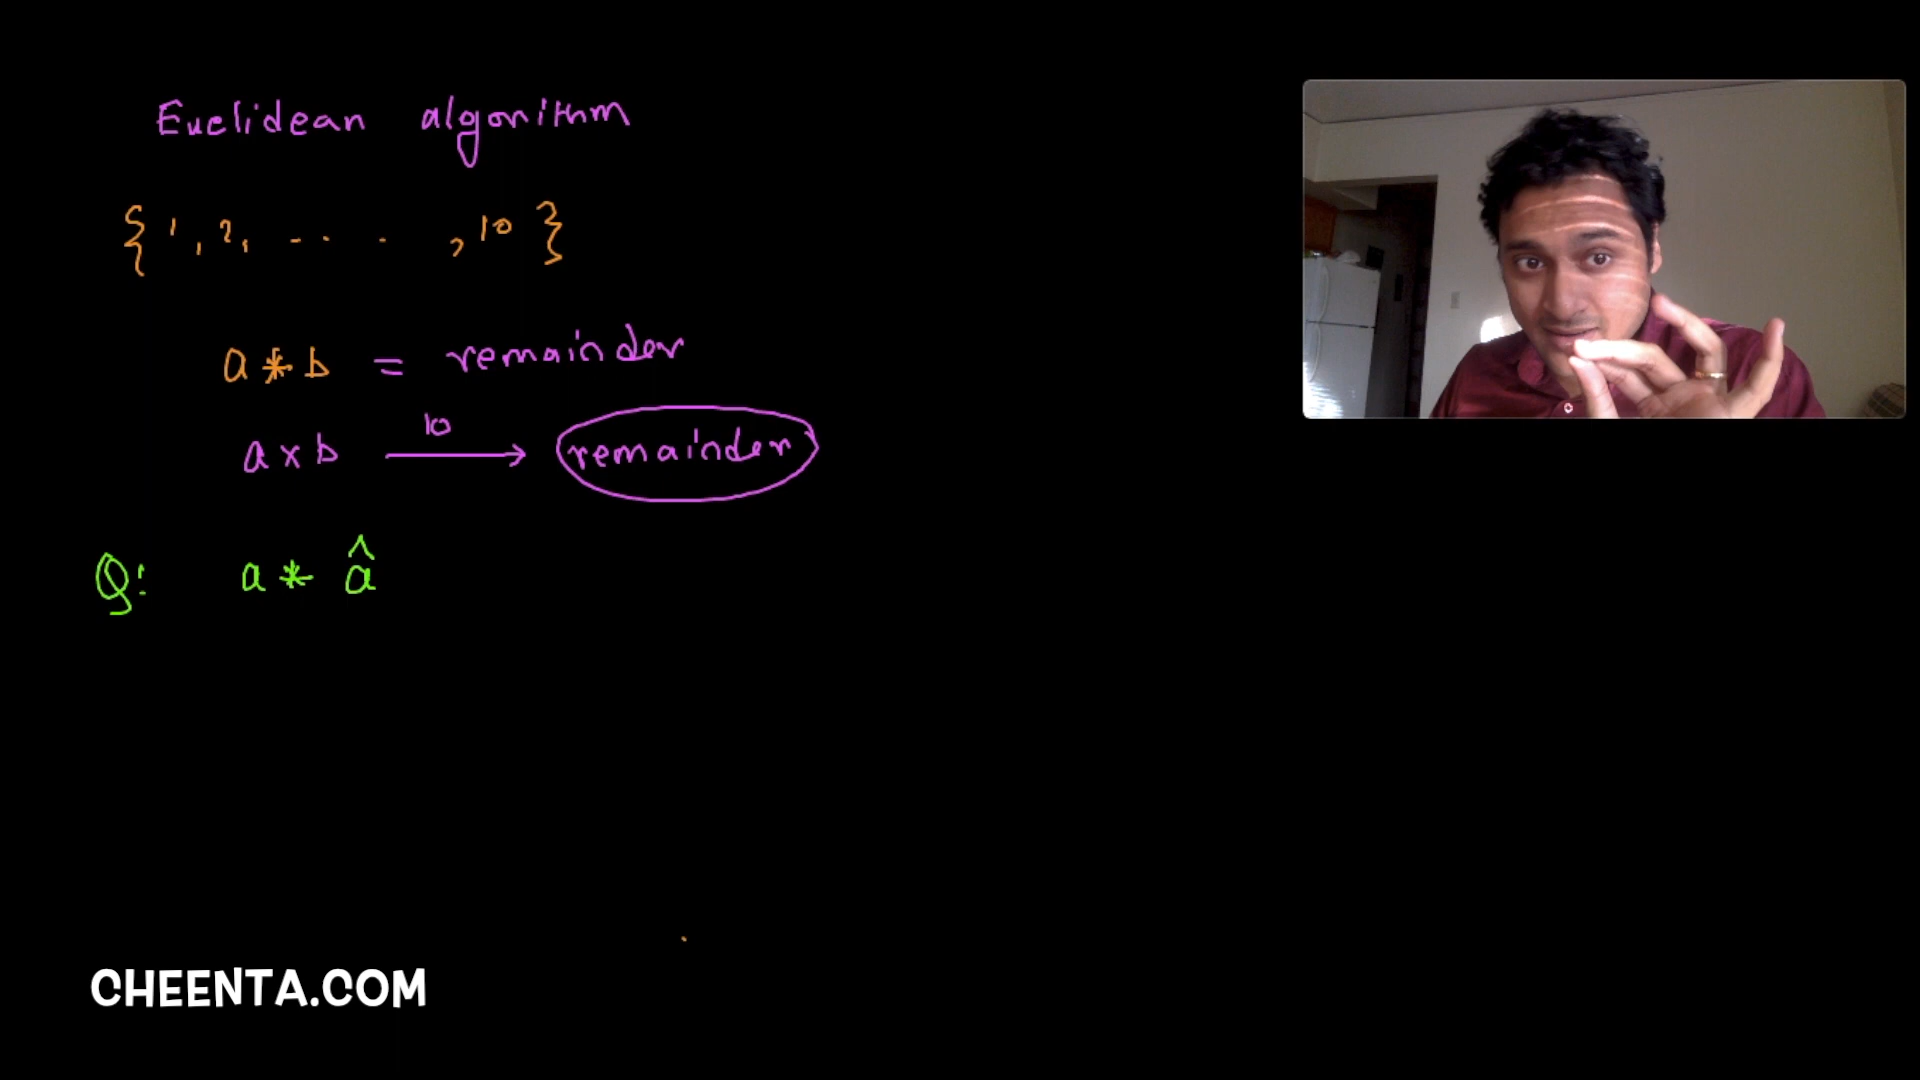 Euclidean algorithm
{ 1, 2, - - . . , 10 }
a * b = remainder
a x b 10 → remainder
Q: a * â
CHEENTA.COM